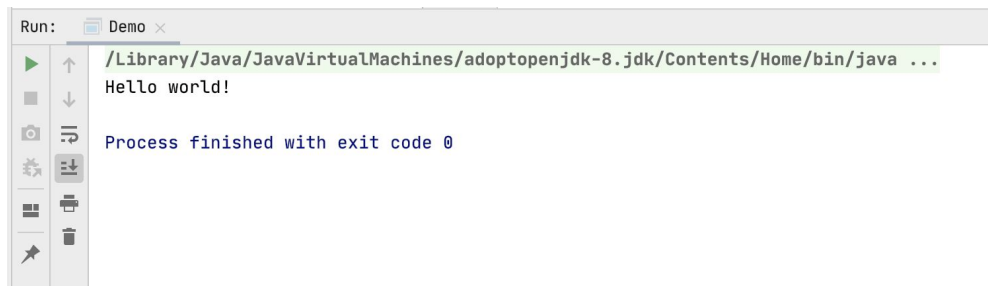 Run: Demo
/Library/Java/JavaVirtualMachines/adoptopenjdk-8.jdk/Contents/Home/bin/java ...
Hello world!
Process finished with exit code 0